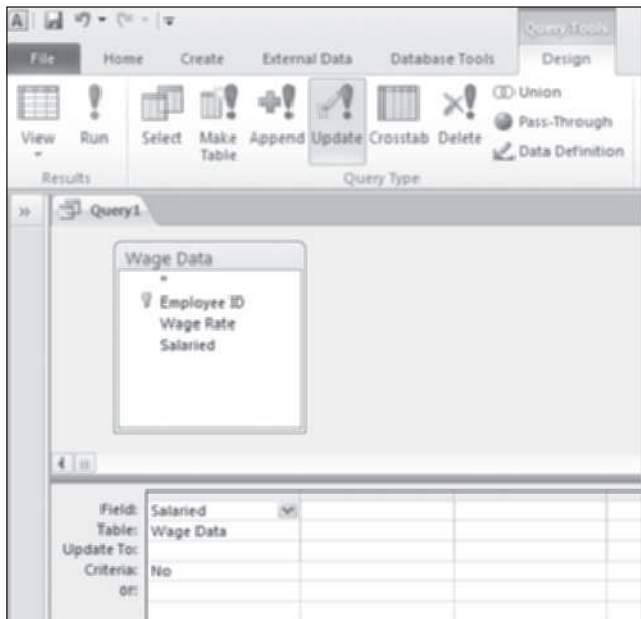 A
Query Tools
File Home Create External Data Database Tools Design
View Run Select Make Table Append Update Crosstab Delete
Union
Pass-Through
Data Definition
Results Query Type
» Query1
Wage Data
*
Employee ID
Wage Rate
Salaried
Field: Salaried
Table: Wage Data
Update To:
Criteria: No
or: